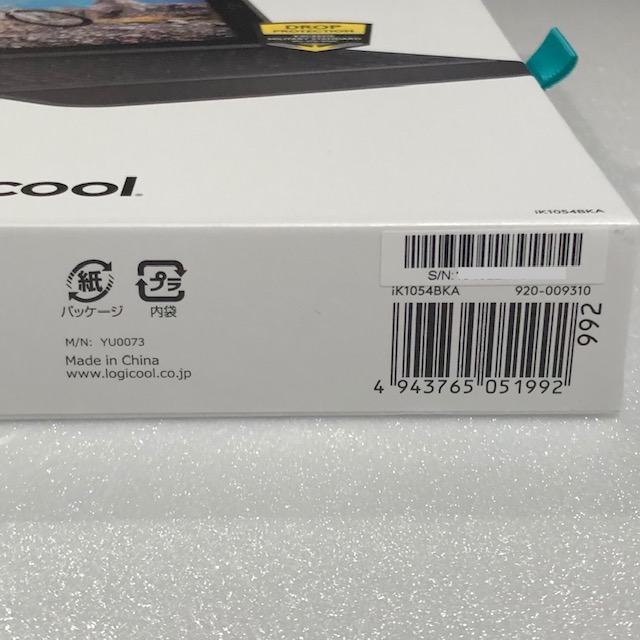 DROP
PROTECTION
cool
iK1054BKA
S/N:
紙
プラ
パッケージ
内袋
iK1054BKA 920-009310
M/N: YU0073
Made in China
www.logicool.co.jp
992
4 943765 051992